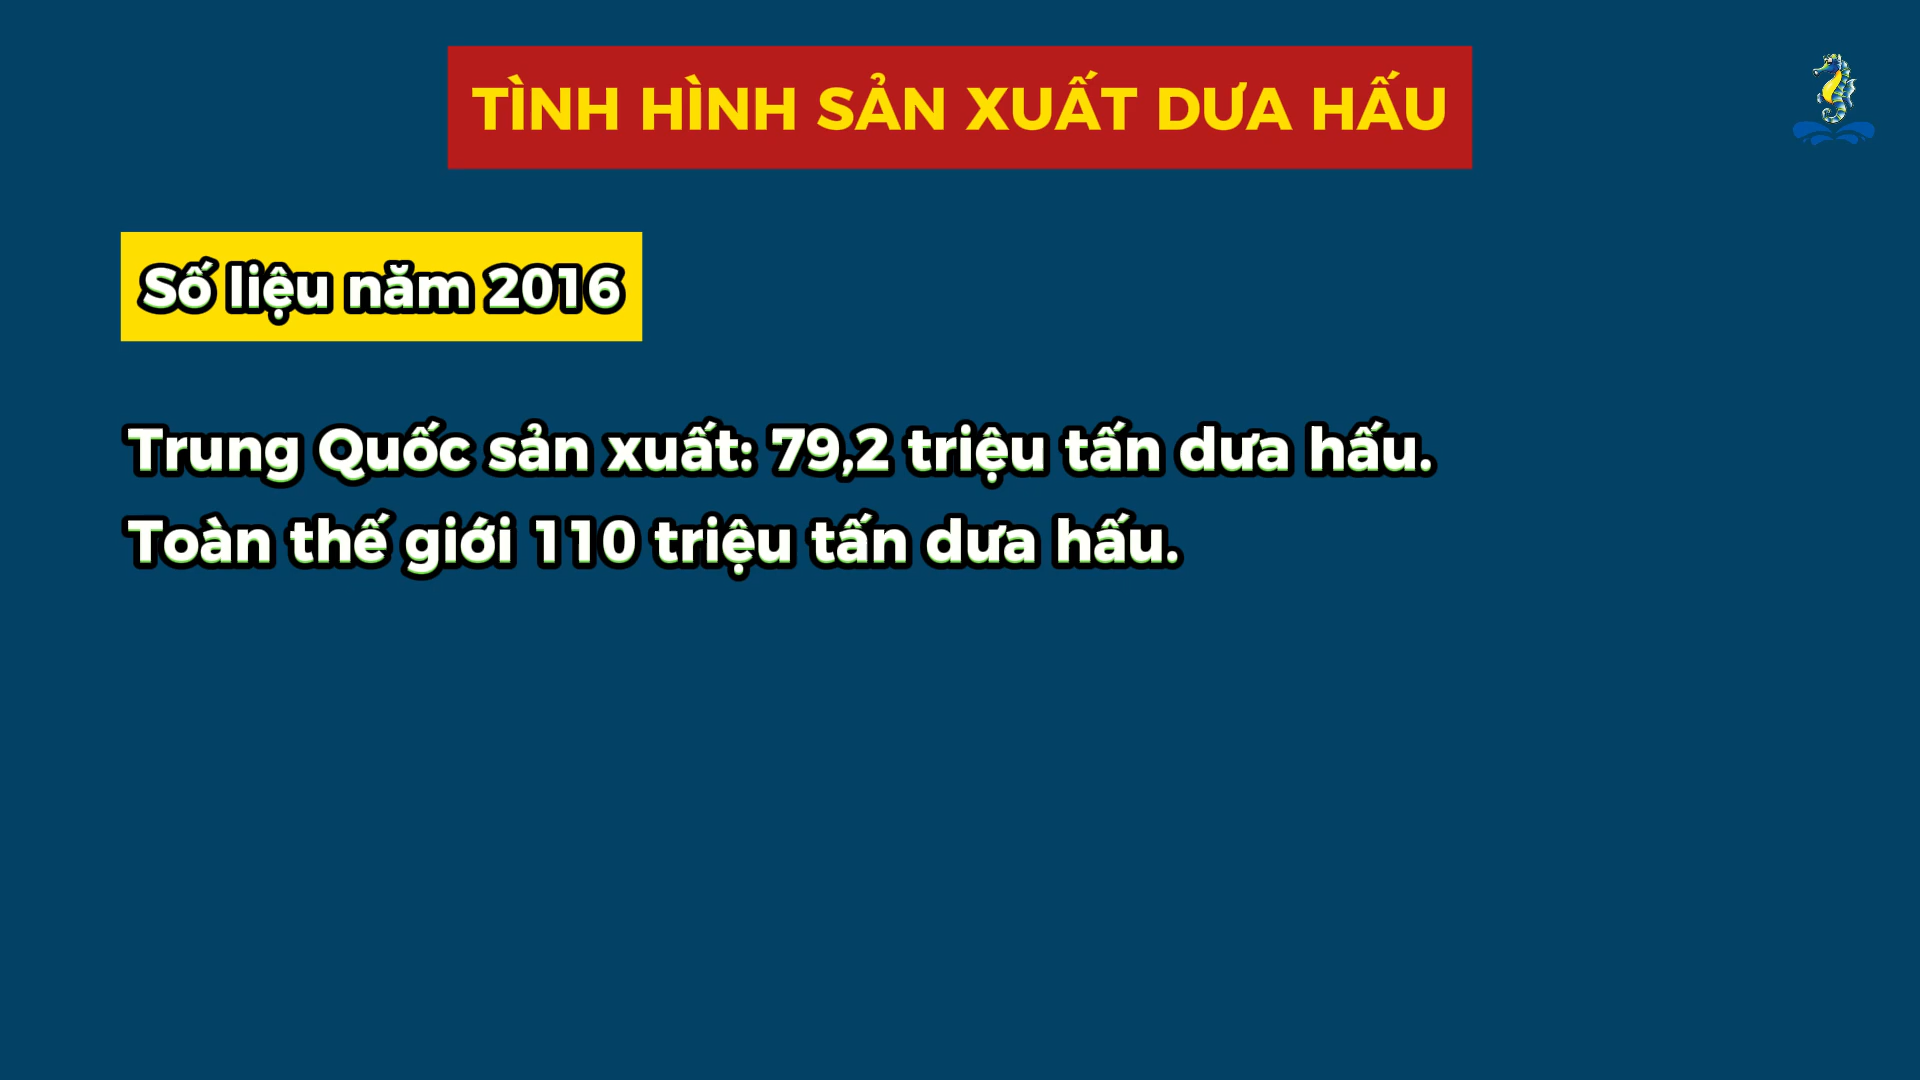 TÌNH HÌNH SẢN XUẤT DƯA HẤU
Số liệu năm 2016
Trung Quốc sản xuất: 79,2 triệu tấn dưa hấu.
Toàn thế giới 110 triệu tấn dưa hấu.